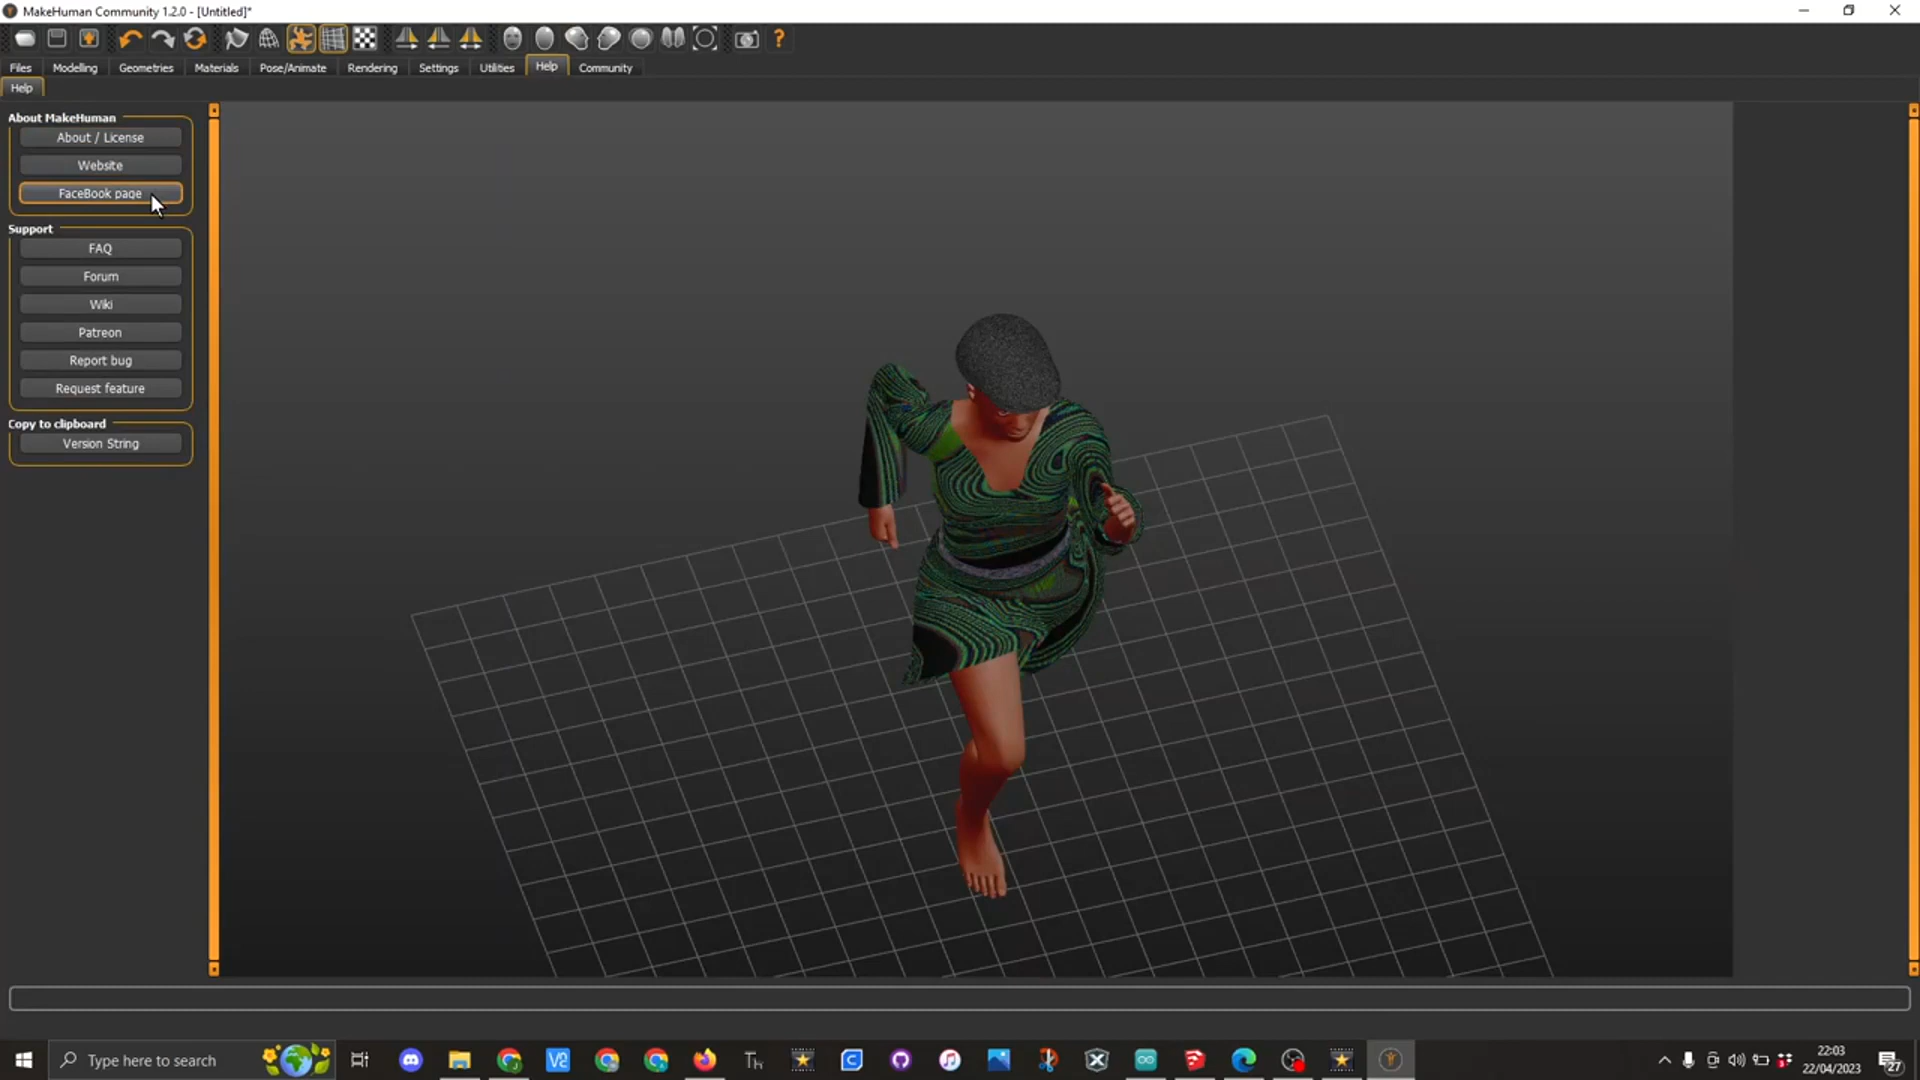 MakeHuman Community 1.2.0 - [Untitled]*
Files Modelling Geometries Materials Pose/Animate Rendering Settings Utilities Help Community
Help
About MakeHuman
About / License
Website
FaceBook page
Support
FAQ
Forum
Wiki
Patreon
Report bug
Request feature
Copy to clipboard
Version String
Type here to search
22:03
22/04/2023
27